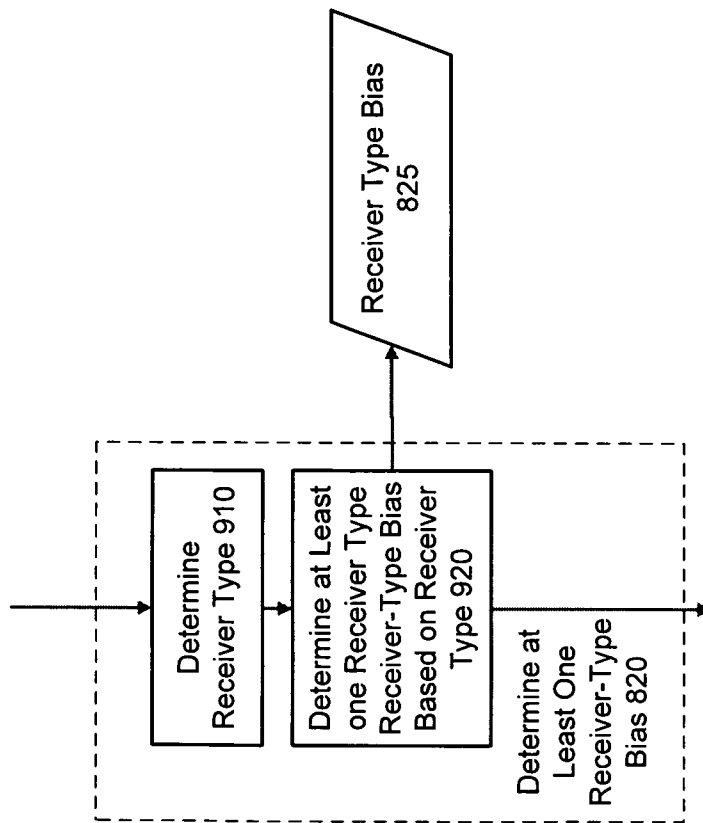 Determine
Receiver Type 910
Determine at Least
one Receiver Type
Receiver-Type Bias
Based on Receiver
Type 920
Determine at
Least One
Receiver-Type
Bias 820
Receiver Type Bias
825